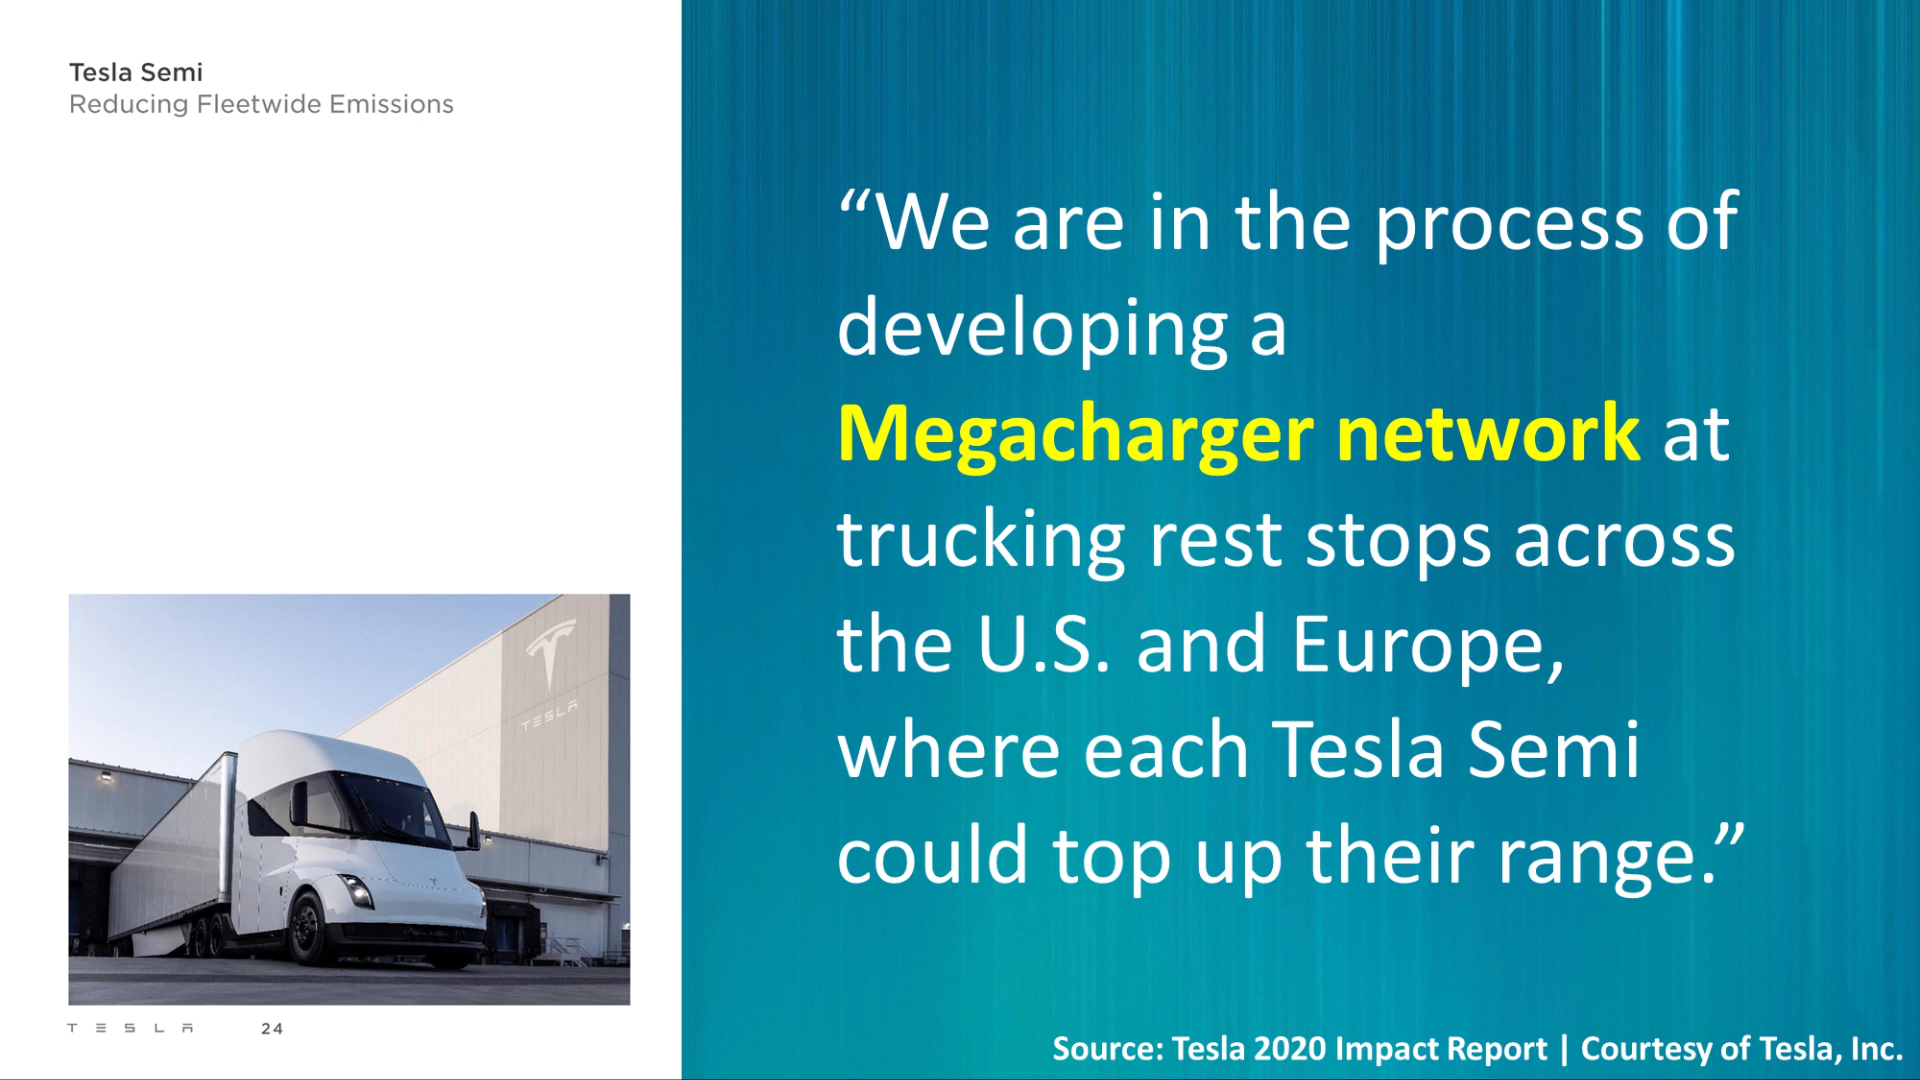 Tesla Semi
Reducing Fleetwide Emissions
“We are in the process of
developing a
Megacharger network at
trucking rest stops across
the U.S. and Europe,
where each Tesla Semi
could top up their range.”
TESLA
TESLA 24
Source: Tesla 2020 Impact Report | Courtesy of Tesla, Inc.